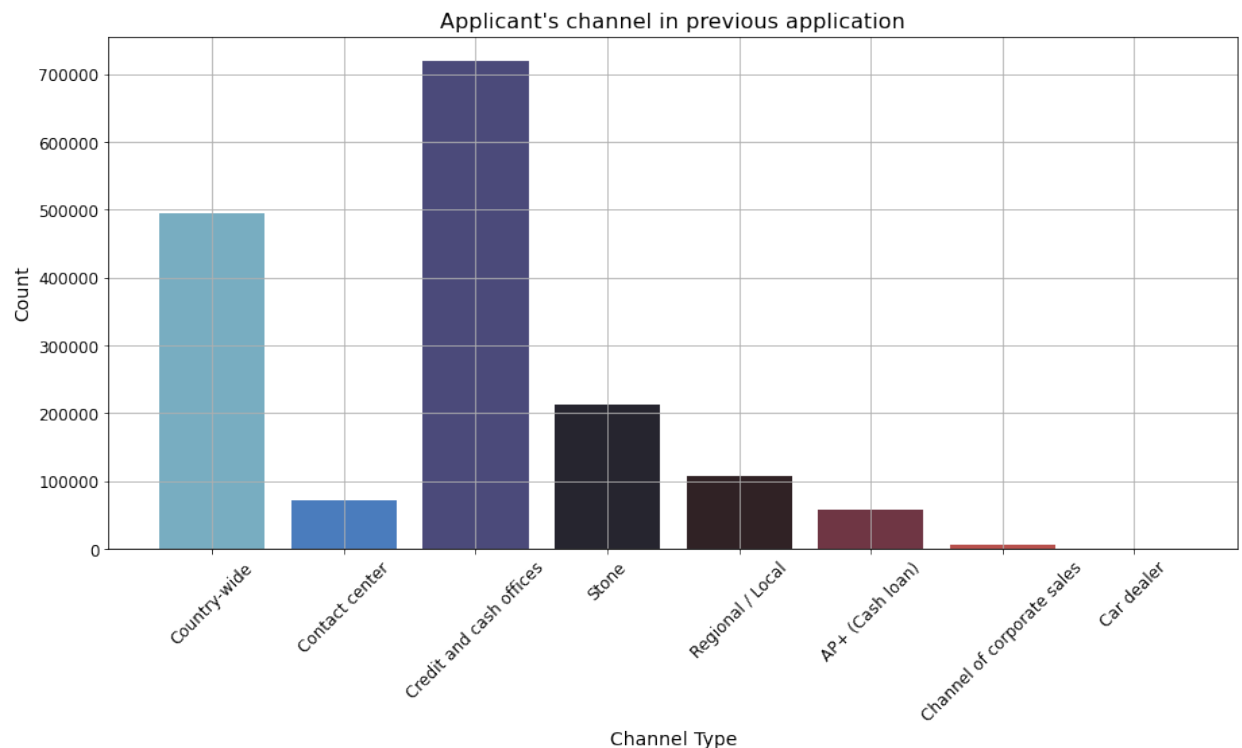 Applicant's channel in previous application
Count
700000
600000
500000
400000
300000
200000
100000
0
Country-wide
Contact center
Credit and cash offices
Stone
Regional / Local
AP+ (Cash loan)
Channel of corporate sales
Car dealer
Channel Type